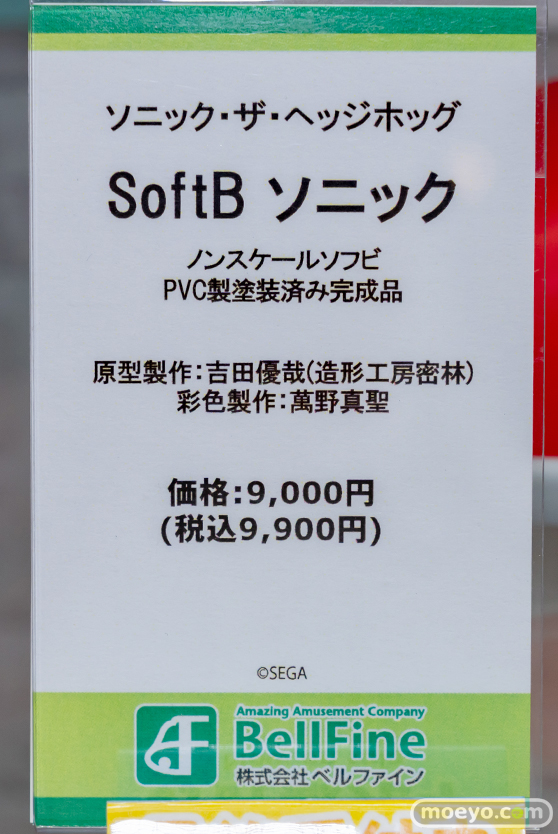 ソニック・ザ・ヘッジホッグ
SoftB ソニック
ノンスケールソフビ
PVC製塗装済み完成品
原型製作:吉田優哉(造形工房密林)
彩色製作:萬野真聖
価格:9,000円
(税込9,900円)
©SEGA
Amazing Amusement Company
BellFine
株式会社ベルファイン
moeyo.com